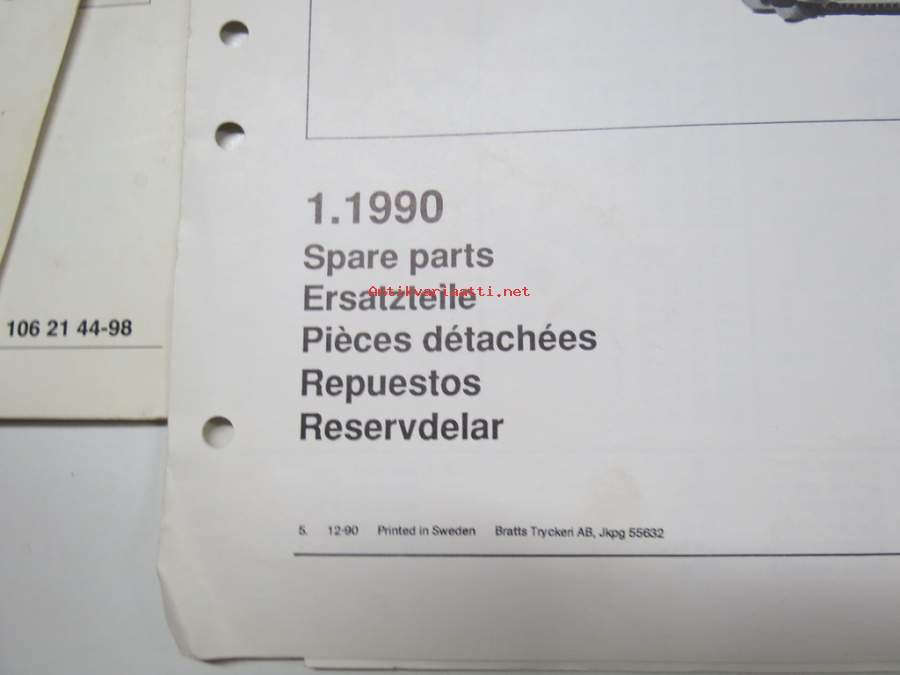 1.1990
Spare parts
Ersatzteile
Antikvariaatti.net
Pièces détachées
Repuestos
Reservdelar
106 21 44-98
5. 12-90 Printed in Sweden Bratts Tryckeri AB, Jkpg 55632